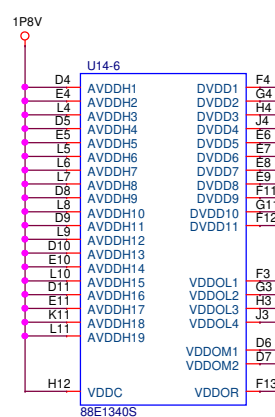 1P8V
U14-6
D4 AVDDH1 DVDD1 F4
E4 AVDDH2 DVDD2 G4
L4 AVDDH3 DVDD3 H4
D5 AVDDH4 DVDD4 J4
E5 AVDDH5 DVDD5 E6
L5 AVDDH6 DVDD6 E7
L6 AVDDH7 DVDD7 E8
L7 AVDDH8 DVDD8 E9
D8 AVDDH9 DVDD9 F11
L8 AVDDH10 DVDD10 G11
D9 AVDDH11 DVDD11 F12
L9 AVDDH12
D10 AVDDH13
E10 AVDDH14
L10 AVDDH15 VDDOL1 F3
D11 AVDDH16 VDDOL2 G3
E11 AVDDH17 VDDOL3 H3
K11 AVDDH18 VDDOL4 J3
L11 AVDDH19
VDDOM1 D6
VDDOM2 D7
H12 VDDC VDDOR F13
88E1340S